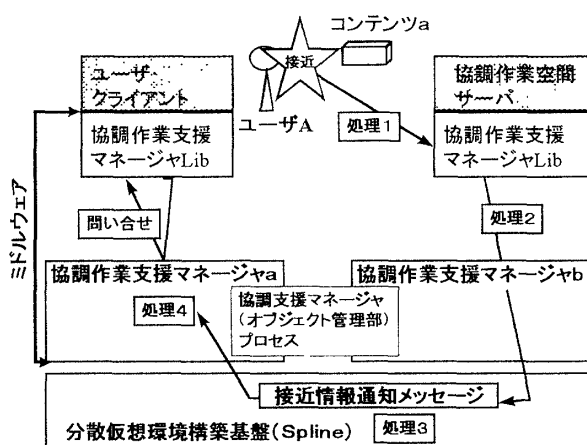 コンテンツa
接近
ユーザA
ユーザ
クライアント
協調作業支援
マネージャLib
協調作業空間
サーバ
協調作業支援
マネージャLib
処理1
処理2
問い合せ
ミドルウェア
協調作業支援マネージャa
協調作業支援マネージャb
協調支援マネージャ
(オブジェクト管理部)
プロセス
処理4
接近情報通知メッセージ
分散仮想環境構築基盤(Spline)
処理3